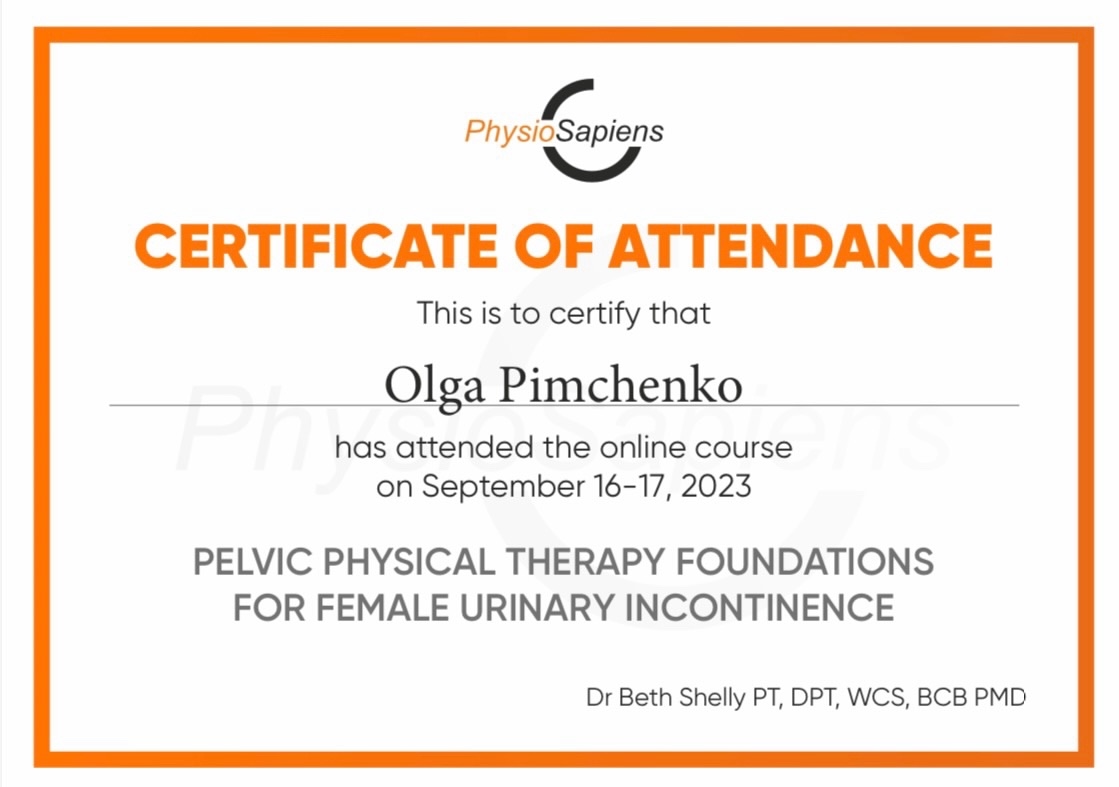 PhysioSapiens
CERTIFICATE OF ATTENDANCE
This is to certify that
Olga Pimchenko
has attended the online course
on September 16-17, 2023
PELVIC PHYSICAL THERAPY FOUNDATIONS
FOR FEMALE URINARY INCONTINENCE
Dr Beth Shelly PT, DPT, WCS, BCB PMD
PhysioSapiens